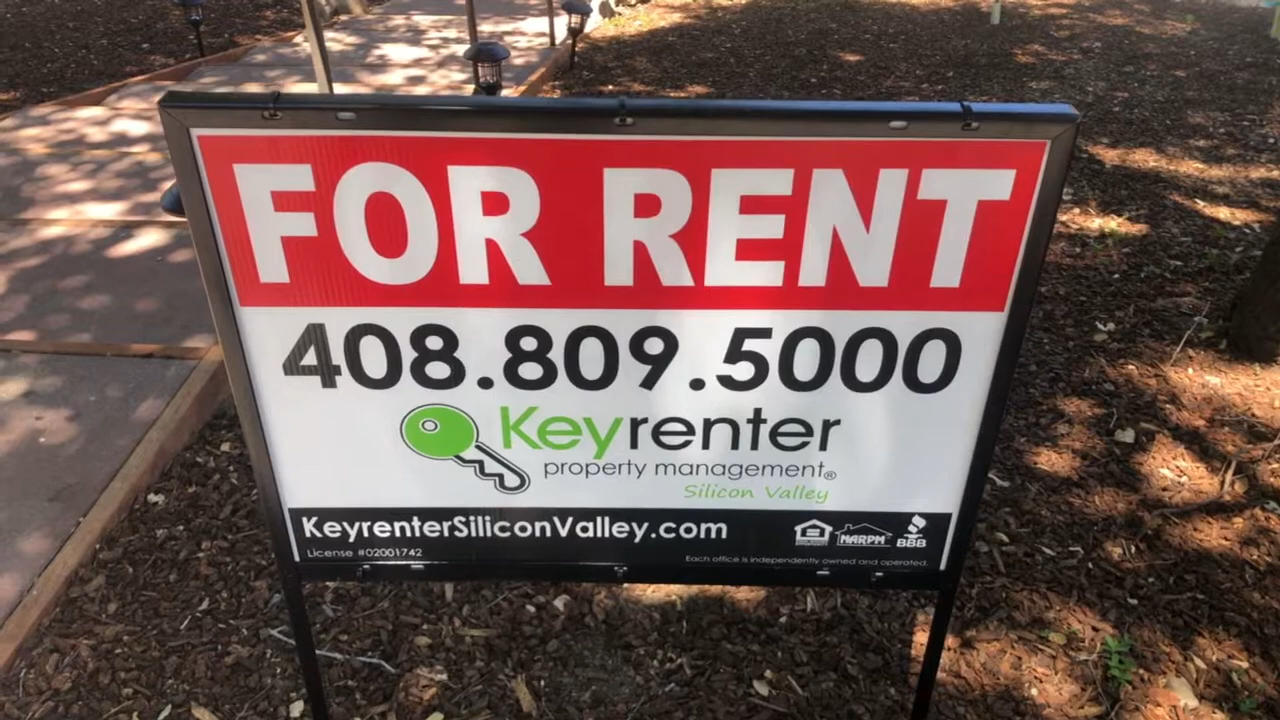 FOR RENT
408.809.5000
Keyrenter
property management®
Silicon Valley
KeyrenterSiliconValley.com
License #02001742
NARPM®
BBB
Each office is independently owned and operated.